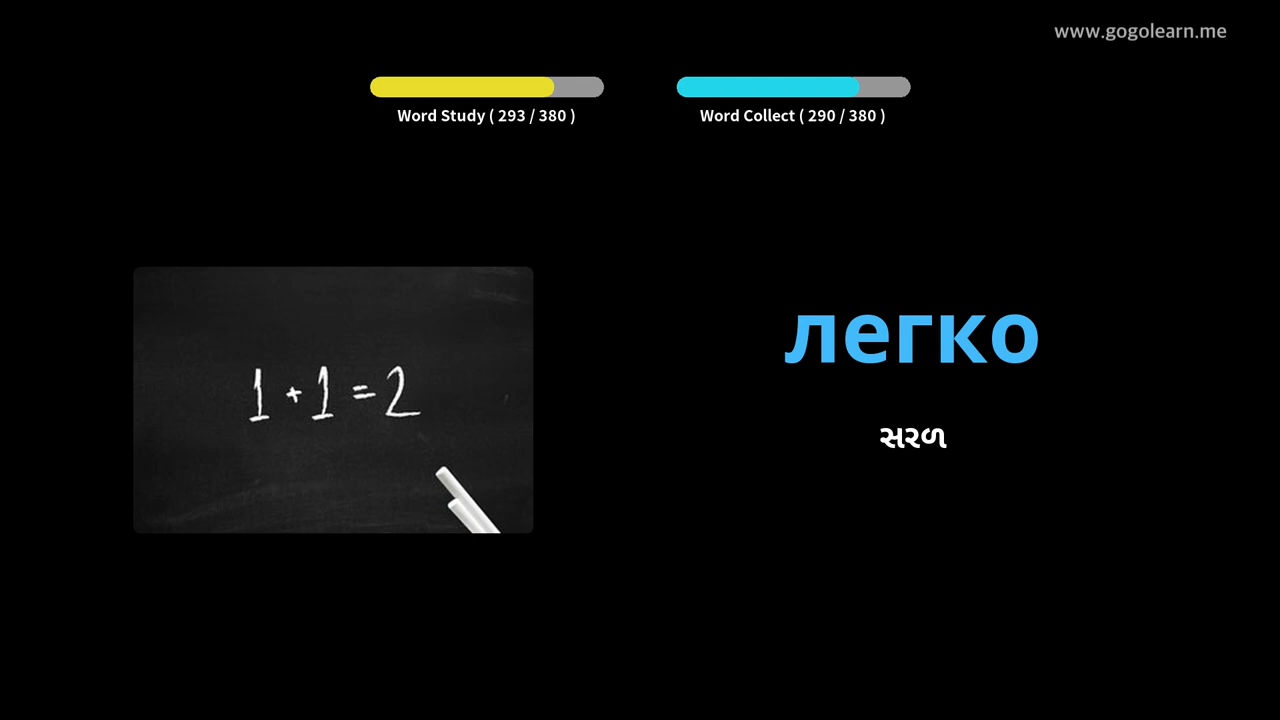 www.gogolearn.me
Word Study ( 293 / 380 )
Word Collect ( 290 / 380 )
1 + 1 = 2
легко
સરળ